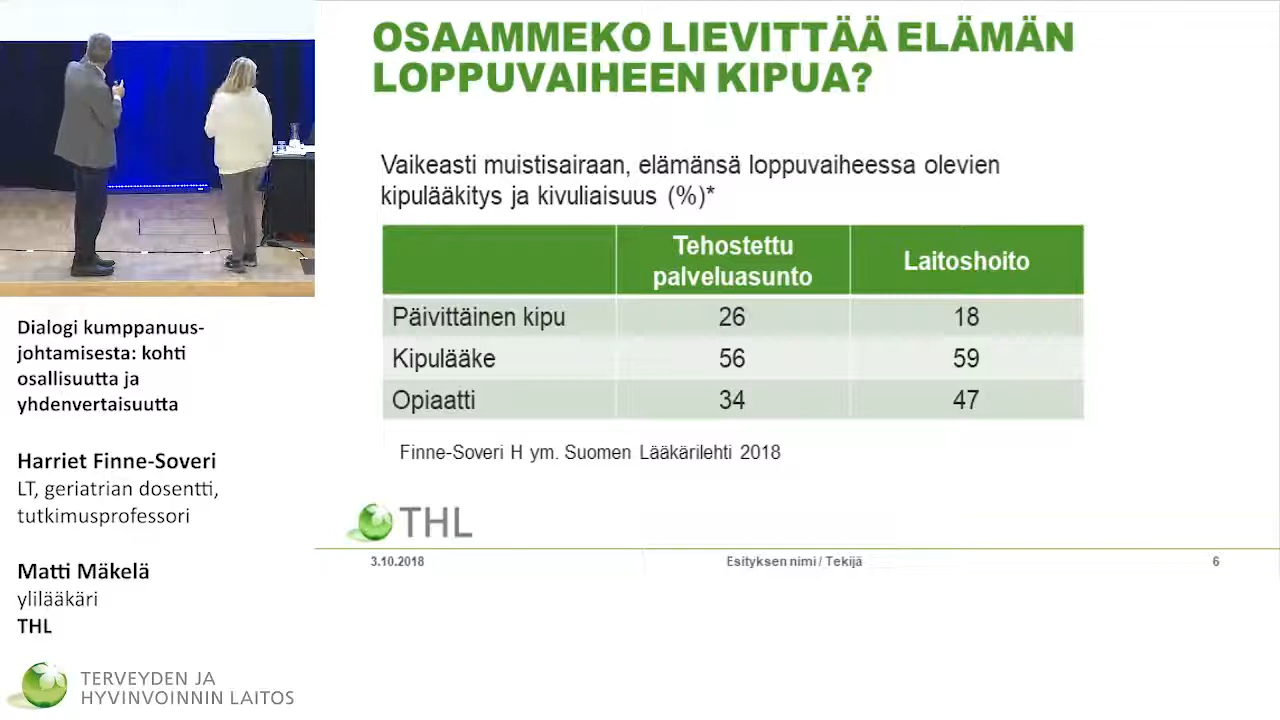 OSAAMMEKO LIEVITTÄÄ ELÄMÄN
LOPPUVAIHEEN KIPUA?
Vaikeasti muistisairaan, elämänsä loppuvaiheessa olevien
kipulääkitys ja kivuliaisuus (%)*
Tehostettu
palveluasunto
Laitoshoito
Päivittäinen kipu 26 18
Kipulääke 56 59
Opiaatti 34 47
Finne-Soveri H ym. Suomen Lääkärilehti 2018
THL
3.10.2018 Esityksen nimi / Tekijä 6
Dialogi kumppanuus-
johtamisesta: kohti
osallisuutta ja
yhdenvertaisuutta
Harriet Finne-Soveri
LT, geriatrian dosentti,
tutkimusprofessori
Matti Mäkelä
ylilääkäri
THL
TERVEYDEN JA
HYVINVOINNIN LAITOS